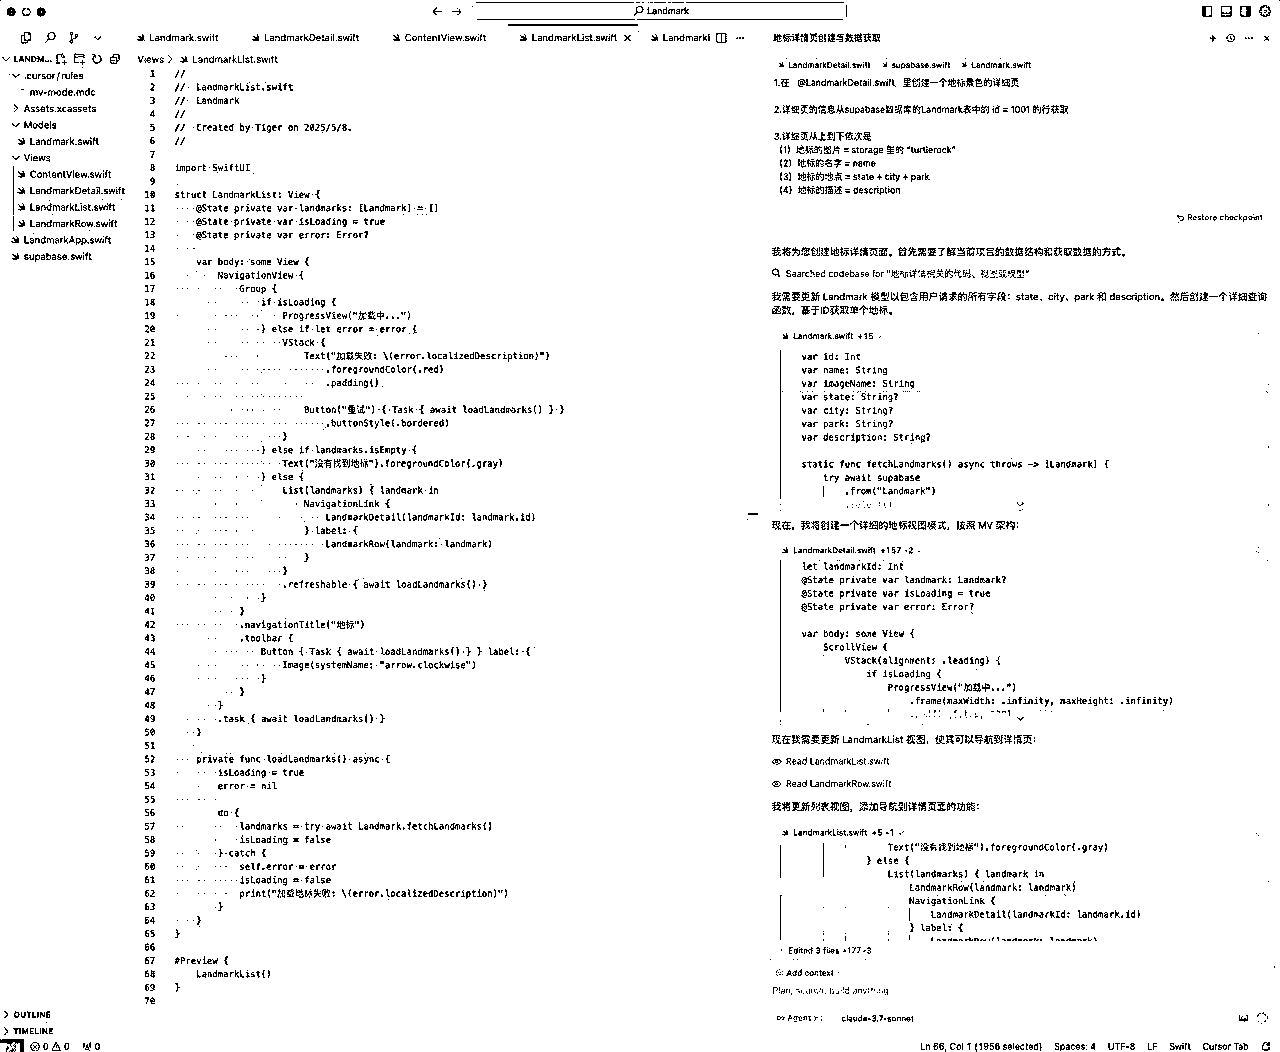 Landmark
LANDM...
.cursor/rules
mv-mode.mdc
Assets.xcassets
Models
Landmark.swift
Views
ContentView.swift
LandmarkDetail.swift
LandmarkList.swift
LandmarkRow.swift
LandmarkApp.swift
supabase.swift
OUTLINE
TIMELINE
Landmark.swift LandmarkDetail.swift ContentView.swift LandmarkList.swift
Views > LandmarkList.swift
1 //
2 // LandmarkList.swift
3 // Landmark
4 //
5 // Created by Tiger on 2025/5/8.
6 //
7
8 import SwiftUI
9
10 struct LandmarkList: View {
11 @State private var landmarks: [Landmark] = []
12 @State private var isLoading = true
13 @State private var error: Error?
14
15 var body: some View {
16 NavigationView {
17 Group {
18 if isLoading {
19 ProgressView("加载中...")
20 } else if let error = error {
21 VStack {
22 Text("加载失败: \(error.localizedDescription)")
23 .foregroundColor(.red)
24 .padding()
25
26 Button("重试") { Task { await loadLandmarks() } }
27 .buttonStyle(.bordered)
28 }
29 } else if landmarks.isEmpty {
30 Text("没有找到地标").foregroundColor(.gray)
31 } else {
32 List(landmarks) { landmark in
33 NavigationLink {
34 LandmarkDetail(landmarkId: landmark.id)
35 } label: {
36 LandmarkRow(landmark: landmark)
37 }
38 }
39 .refreshable { await loadLandmarks() }
40 }
41 }
42 .navigationTitle("地标")
43 .toolbar {
44 Button { Task { await loadLandmarks() } } label: {
45 Image(systemName: "arrow.clockwise")
46 }
47 }
48 }
49 .task { await loadLandmarks() }
50 }
51
52 private func loadLandmarks() async {
53 isLoading = true
54 error = nil
55
56 do {
57 landmarks = try await Landmark.fetchLandmarks()
58 isLoading = false
59 } catch {
60 self.error = error
61 isLoading = false
62 print("加载地标失败: \(error.localizedDescription)")
63 }
64 }
65 }
66
67 #Preview {
68 LandmarkList()
69 }
70
地标详情页创建与数据获取
LandmarkDetail.swift supabase.swift Landmark.swift
1.在 @LandmarkDetail.swift 里创建一个地标景色的详细页
2.详细页的信息从supabase数据库的Landmark表中的 id = 1001 的行获取
3.详细页从上到下依次是
(1) 地标的图片 = storage 里的 "turtlerock"
(2) 地标的名字 = name
(3) 地标的地点 = state + city + park
(4) 地标的描述 = description
Restore checkpoint
我将为您创建地标详情页面。首先需要了解当前项目的数据结构和获取数据的方式。
Searched codebase for "地标详情相关的代码、视图或模型"
我需要更新 Landmark 模型以包含用户请求的所有字段: state、city、park 和 description。然后创建一个详细查询
函数，基于ID获取单个地标。
Landmark.swift +15
var id: Int
var name: String
var imageName: String
var state: String?
var city: String?
var park: String?
var description: String?
static func fetchLandmarks() async throws -> [Landmark] {
try await supabase
.from("Landmark")
现在，我将创建一个详细的地标视图模式，按照 MV 架构:
LandmarkDetail.swift +157 -2
let landmarkId: Int
@State private var landmark: Landmark?
@State private var isLoading = true
@State private var error: Error?
var body: some View {
ScrollView {
VStack(alignment: .leading) {
if isLoading {
ProgressView("加载中...")
.frame(maxWidth: .infinity, maxHeight: .infinity)
现在我需要更新 LandmarkList 视图，使其可以导航到详情页:
Read LandmarkList.swift
Read LandmarkRow.swift
我将更新列表视图，添加导航到详情页面的功能:
LandmarkList.swift +5 -1
Text("没有找到地标").foregroundColor(.gray)
} else {
List(landmarks) { landmark in
LandmarkRow(landmark: landmark)
NavigationLink {
LandmarkDetail(landmarkId: landmark.id)
} label: {
LandmarkRow(landmark: landmark)
Edited 3 files +177 -3
Add context
Plan, search, build anything
Agent claude-3.7-sonnet
0 0 0 Ln 66, Col 1 (1956 selected) Spaces: 4 UTF-8 LF Swift Cursor Tab